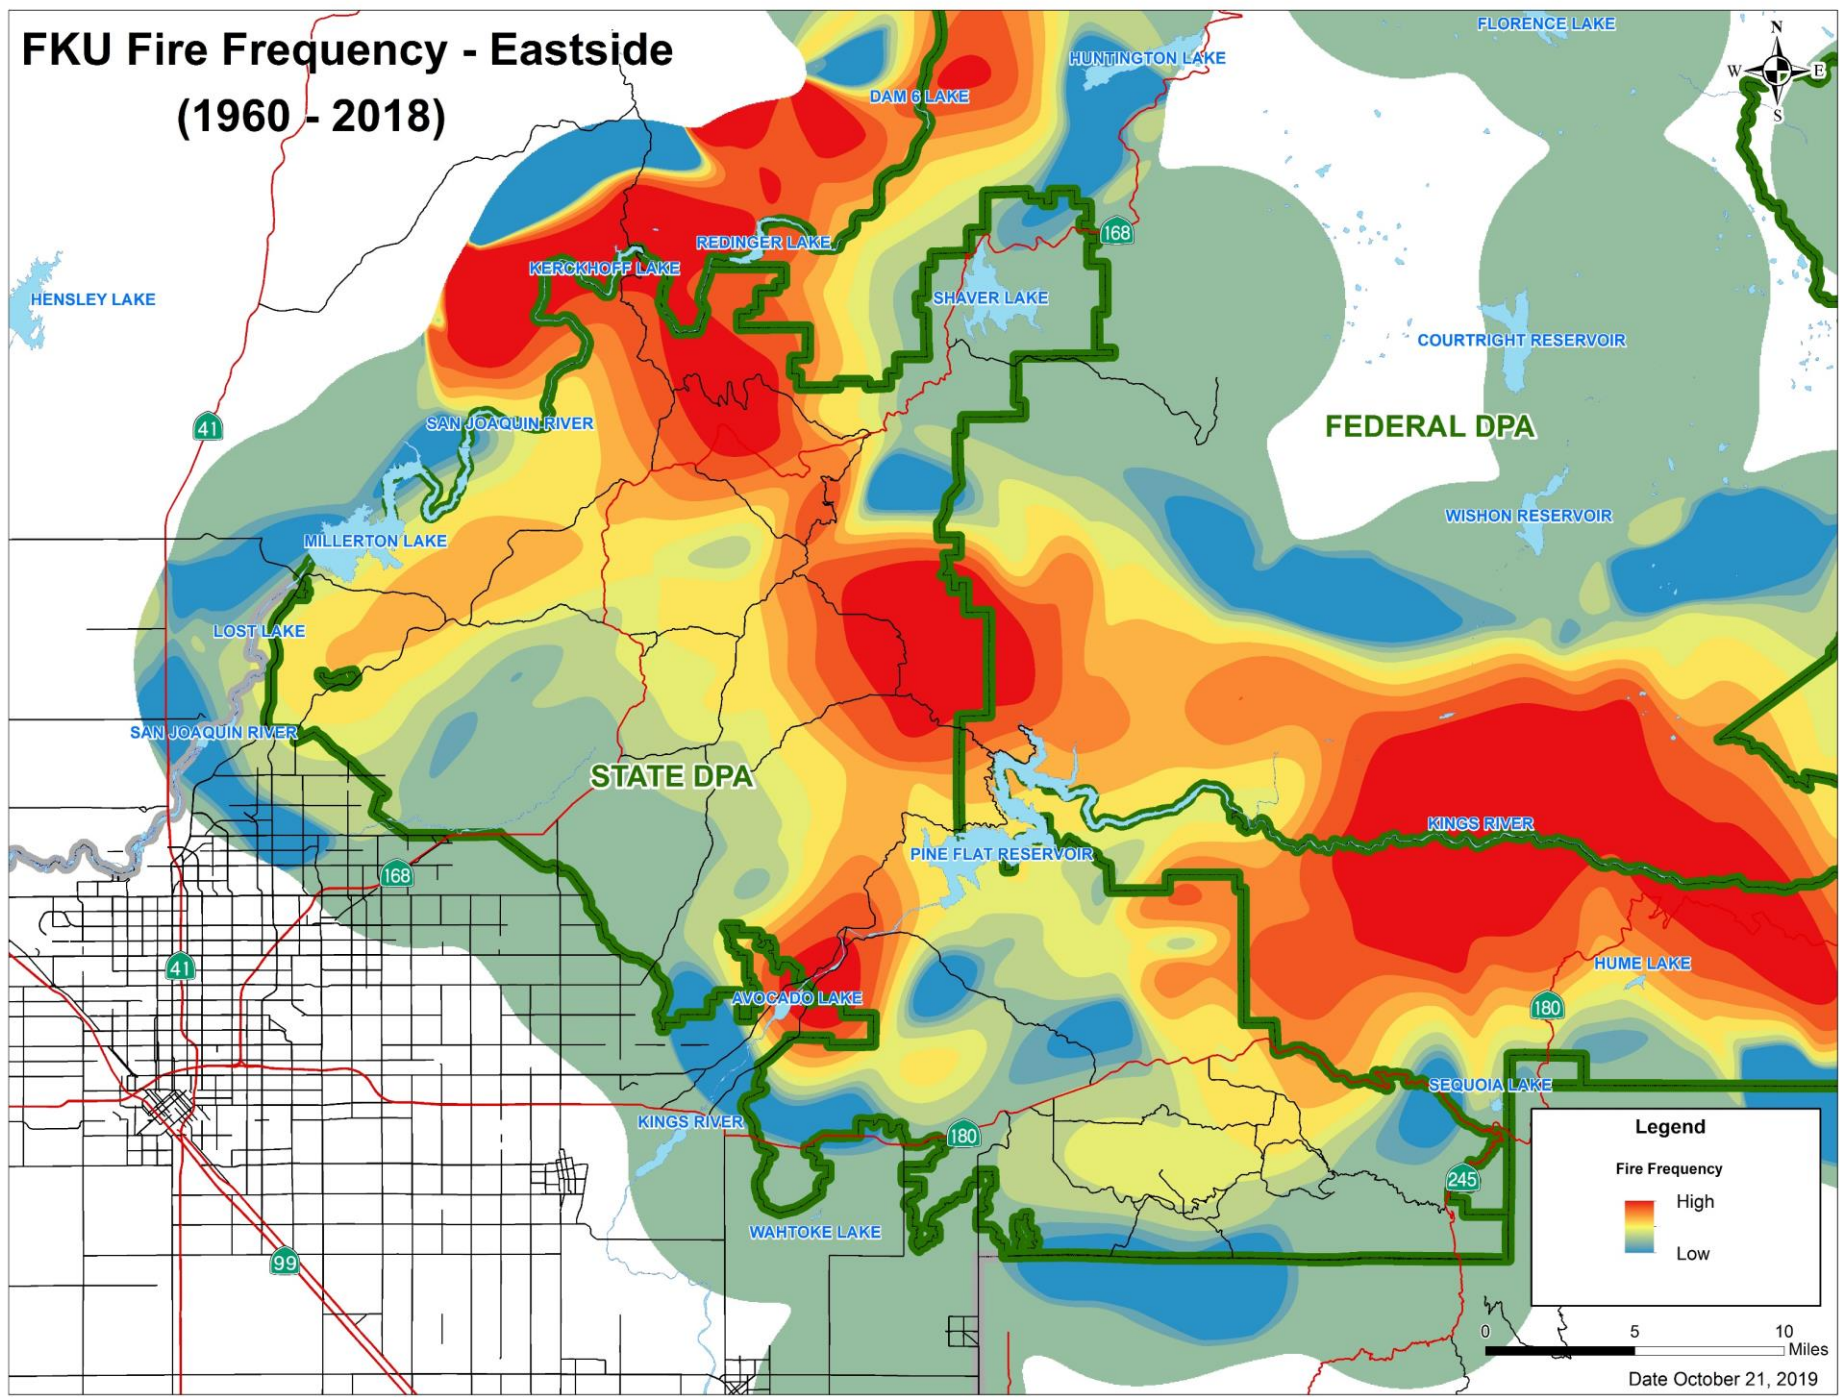 FKU Fire Frequency - Eastside
(1960 - 2018)
FLORENCE LAKE
N
W
E
S
HUNTINGTON LAKE
DAM 6 LAKE
168
REDINGER LAKE
KERCKHOFF LAKE
HENSLEY LAKE
SHAVER LAKE
COURTRIGHT RESERVOIR
41
SAN JOAQUIN RIVER
FEDERAL DPA
WISHON RESERVOIR
MILLERTON LAKE
LOST LAKE
SAN JOAQUIN RIVER
STATE DPA
KINGS RIVER
PINE FLAT RESERVOIR
168
41
HUME LAKE
AVOCADO LAKE
180
SEQUOIA LAKE
KINGS RIVER
180
245
WAHTOKE LAKE
99
Legend
Fire Frequency
High
Low
0
5
10
Miles
Date October 21, 2019